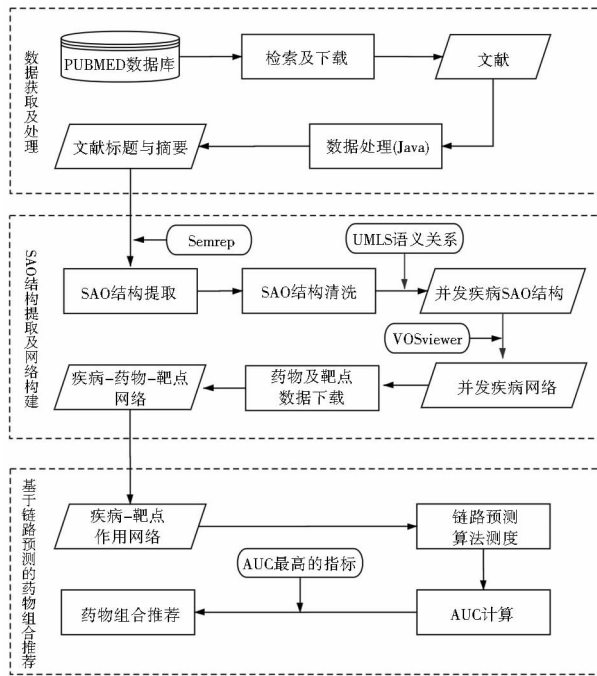 数据获取及处理
PUBMED数据库
检索及下载
文献
文献标题与摘要
数据处理(Java)
SAO结构提取及网络构建
Semrep
UMLS语义关系
SAO结构提取
SAO结构清洗
并发疾病SAO结构
VOSviewer
疾病-药物-靶点
网络
药物及靶点
数据下载
并发疾病网络
基于链路预测的药物组合推荐
疾病-靶点
作用网络
链路预测
算法测度
AUC最高的指标
药物组合推荐
AUC计算